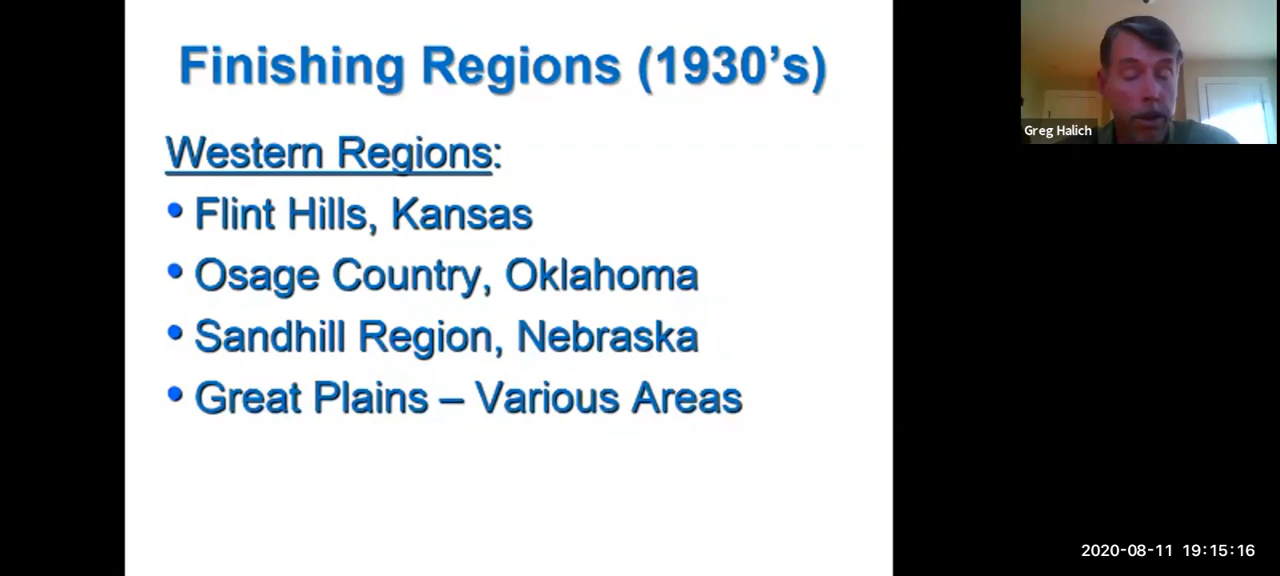 Finishing Regions (1930’s)
Western Regions:
• Flint Hills, Kansas
• Osage Country, Oklahoma
• Sandhill Region, Nebraska
• Great Plains – Various Areas
Greg Halich
2020-08-11 19:15:16